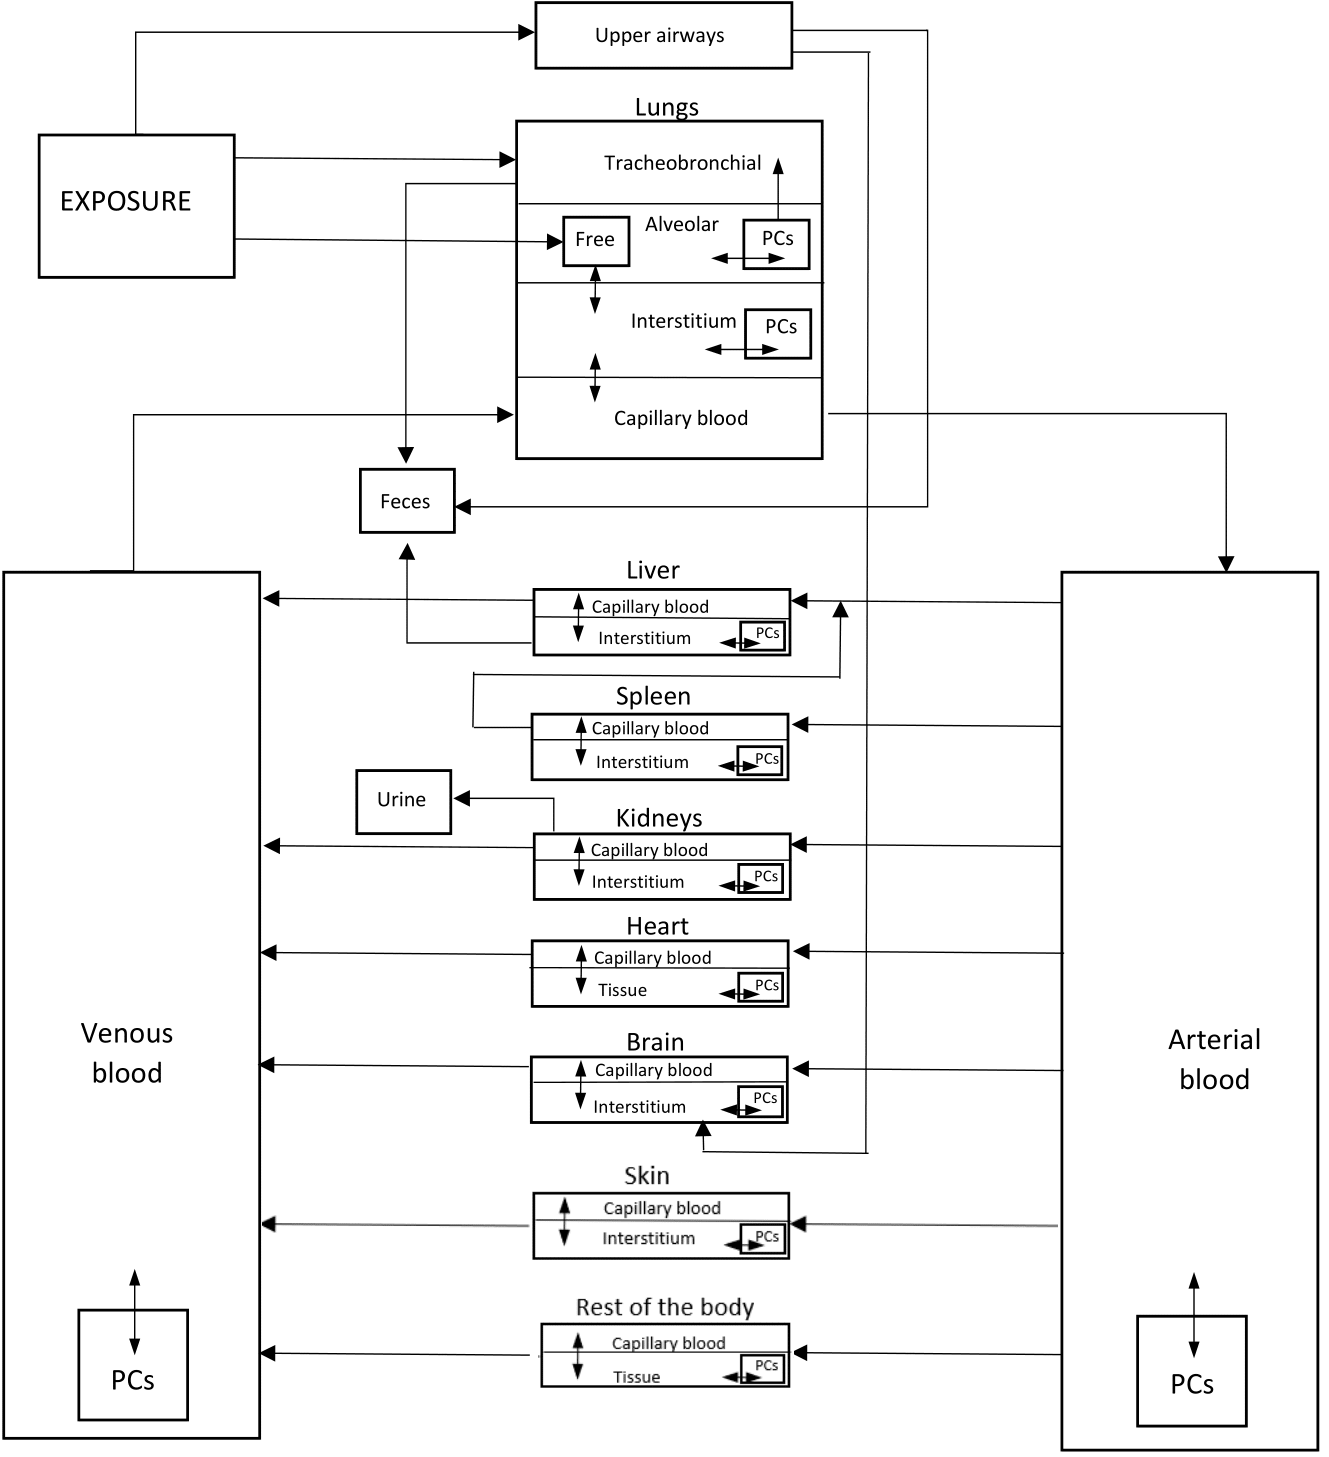 Upper airways
Lungs
Tracheobronchial
EXPOSURE
Alveolar
Free
PCs
Interstitium
PCs
Capillary blood
Feces
Liver
Capillary blood
Interstitium
PCs
Spleen
Capillary blood
Interstitium
PCs
Urine
Kidneys
Capillary blood
Interstitium
PCs
Heart
Capillary blood
Tissue
PCs
Venous
blood
Brain
Capillary blood
Interstitium
PCs
Arterial
blood
Skin
Capillary blood
Interstitium
PCs
Rest of the body
Capillary blood
Tissue
PCs
PCs
PCs